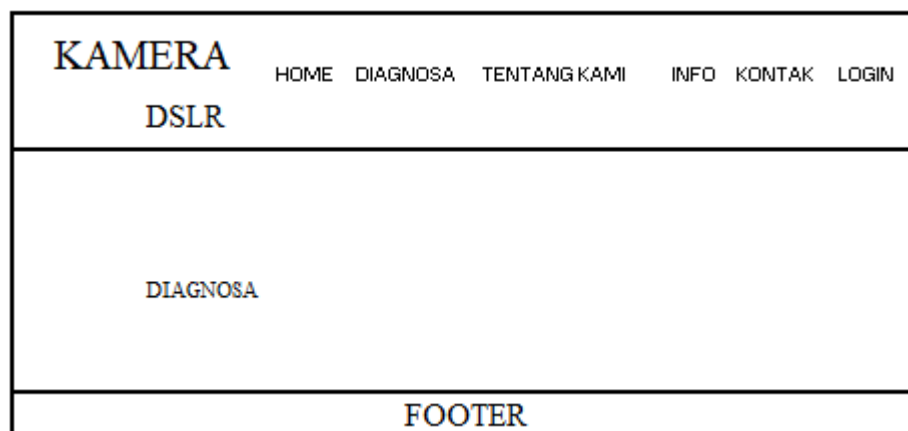 KAMERA
HOME DIAGNOSA TENTANG KAMI INFO KONTAK LOGIN
DSLR
DIAGNOSA
FOOTER